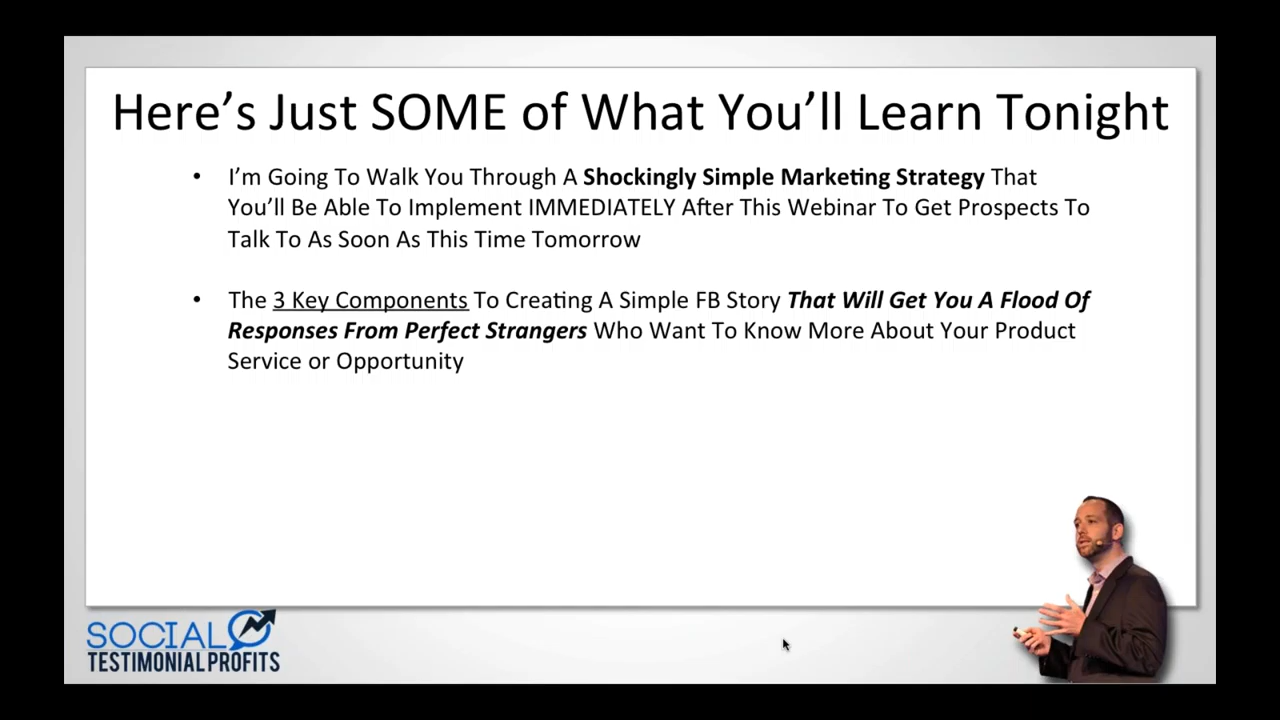 Here’s Just SOME of What You’ll Learn Tonight
• I’m Going To Walk You Through A Shockingly Simple Marketing Strategy That
You’ll Be Able To Implement IMMEDIATELY After This Webinar To Get Prospects To
Talk To As Soon As This Time Tomorrow
• The 3 Key Components To Creating A Simple FB Story That Will Get You A Flood Of
Responses From Perfect Strangers Who Want To Know More About Your Product
Service or Opportunity
SOCIAL
TESTIMONIAL PROFITS